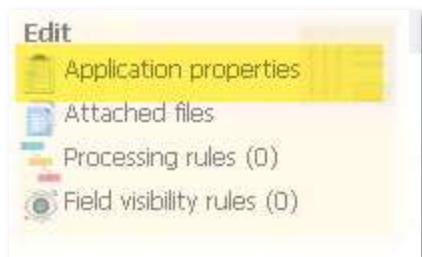 Edit
Application properties
Attached files
Processing rules (0)
Field visibility rules (0)